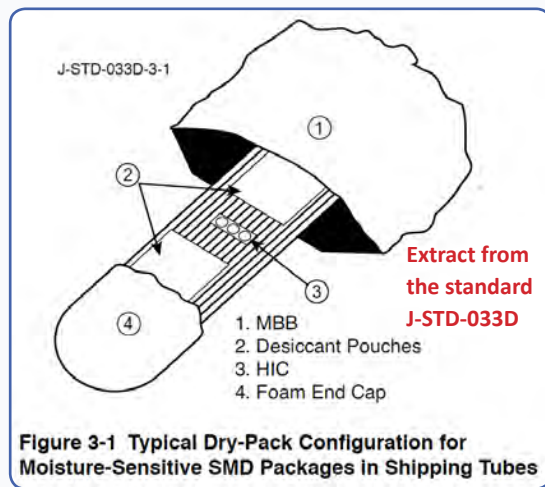 J-STD-033D-3-1
1
2
Extract from
the standard
J-STD-033D
3
4
1. MBB
2. Desiccant Pouches
3. HIC
4. Foam End Cap
Figure 3-1 Typical Dry-Pack Configuration for
Moisture-Sensitive SMD Packages in Shipping Tubes